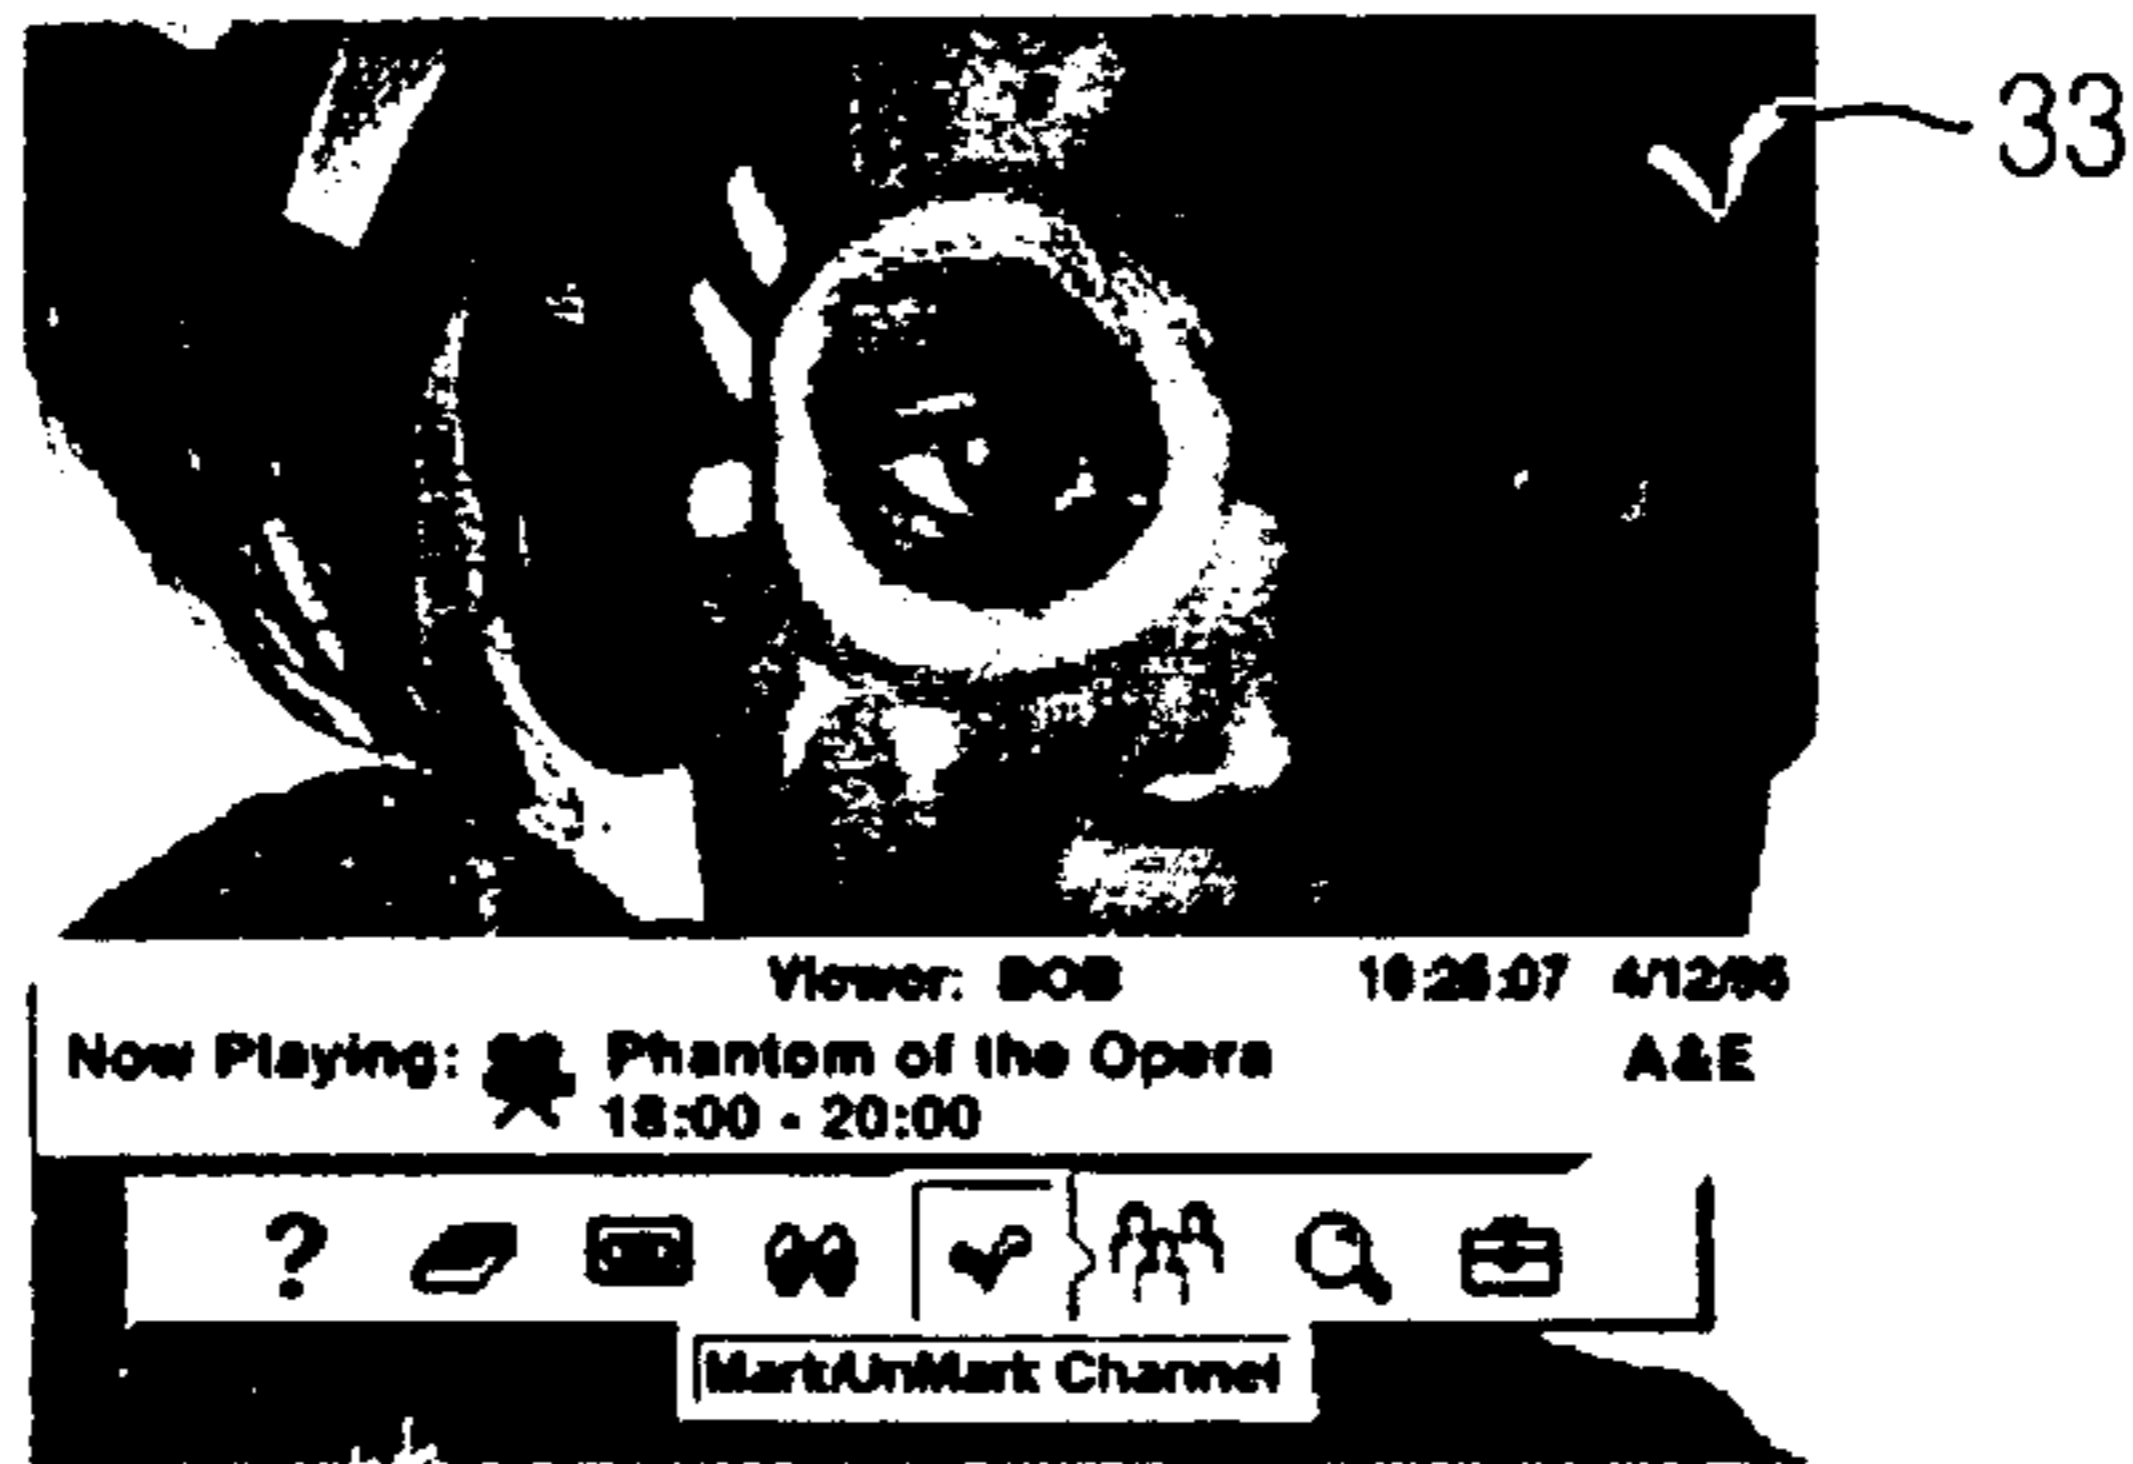 33
Viewer: BOB
Now Playing: Phantom of the Opera A&E
18:00 - 20:00
?
Mark/UnMark Channel